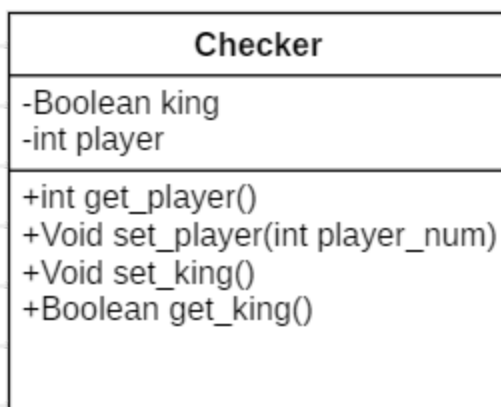 Checker
-Boolean king
-int player
+int get_player()
+Void set_player(int player_num)
+Void set_king()
+Boolean get_king()